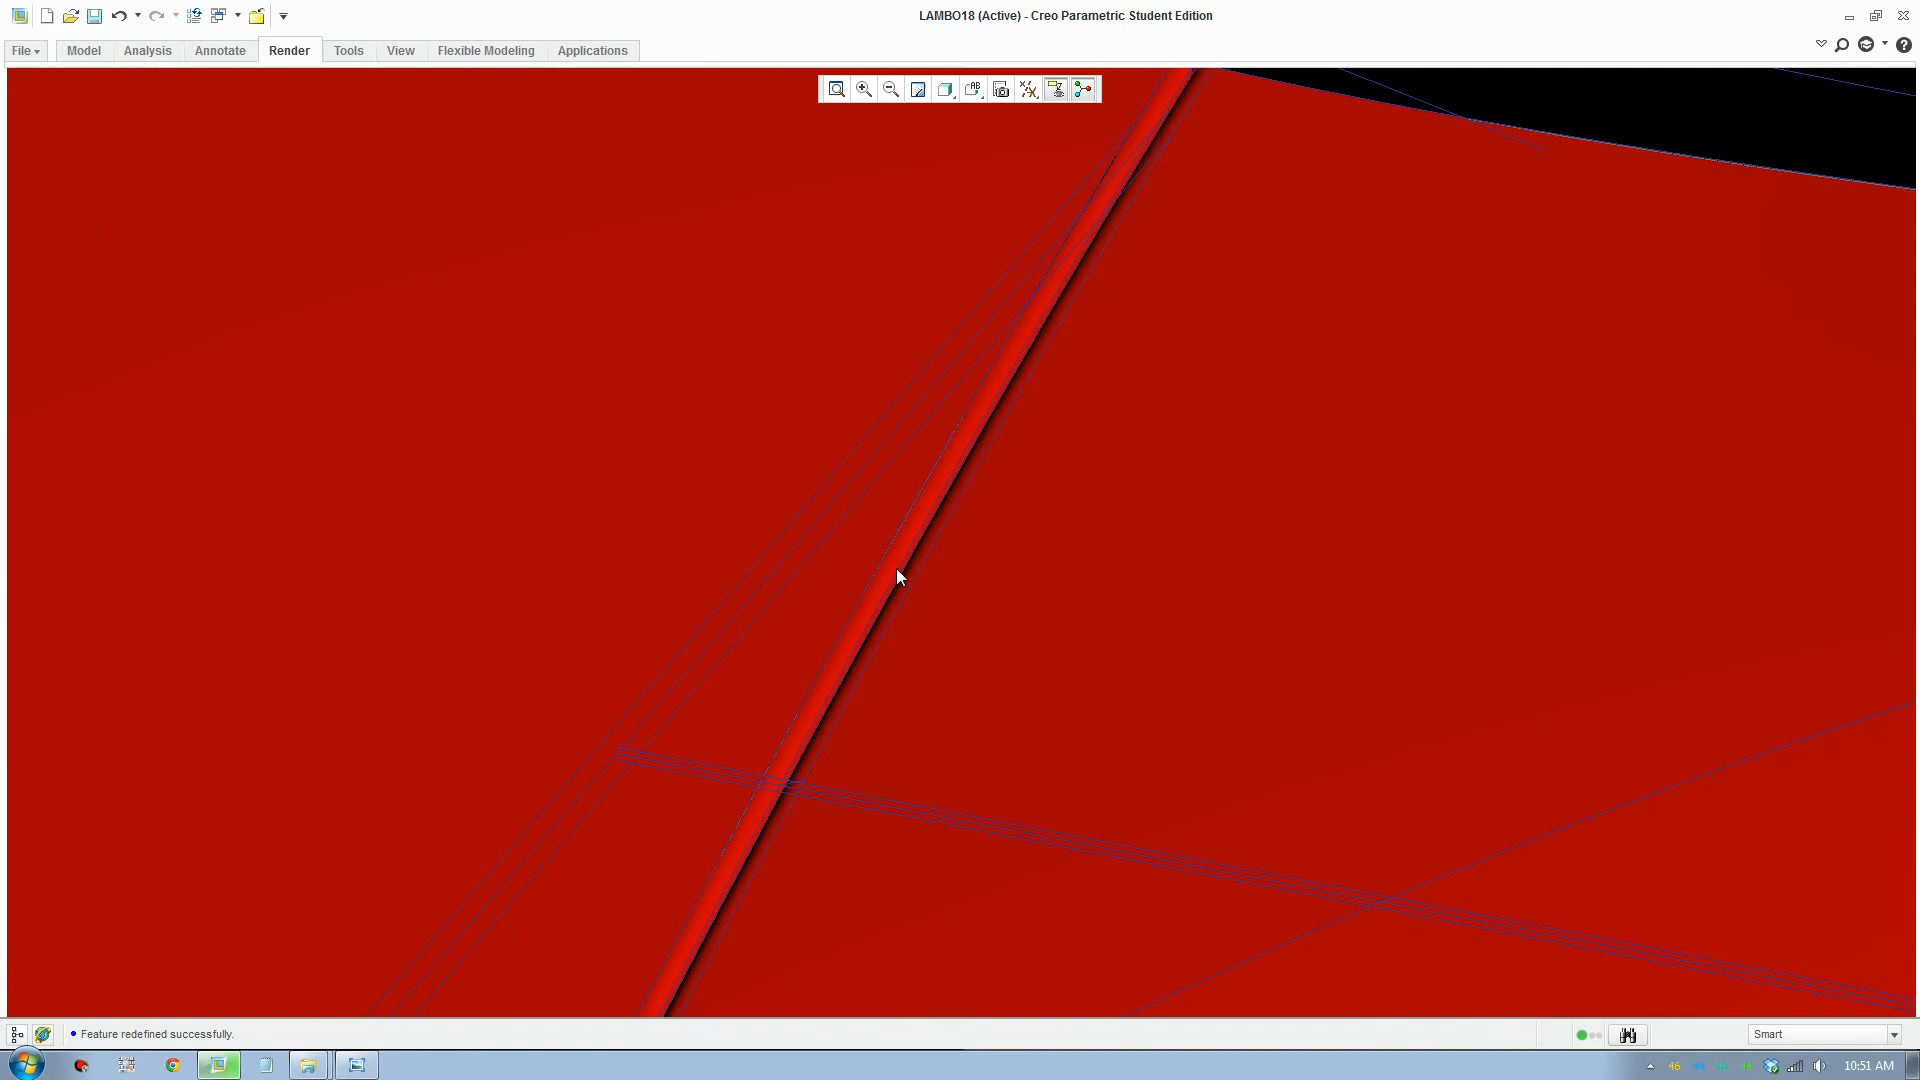 LAMBO18 (Active) - Creo Parametric Student Edition
File Model Analysis Annotate Render Tools View Flexible Modeling Applications
Feature redefined successfully.
Smart
46
10:51 AM